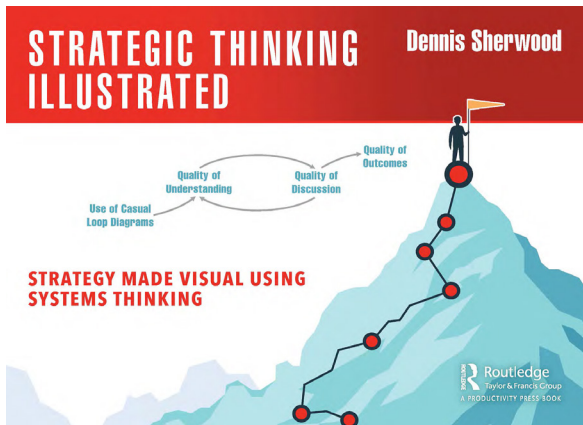 STRATEGIC THINKING
ILLUSTRATED
Dennis Sherwood
Quality of
Outcomes
Quality of
Understanding
Quality of
Discussion
Use of Casual
Loop Diagrams
STRATEGY MADE VISUAL USING
SYSTEMS THINKING
ROUTLEDGE
Routledge
Taylor & Francis Group
A PRODUCTIVITY PRESS BOOK